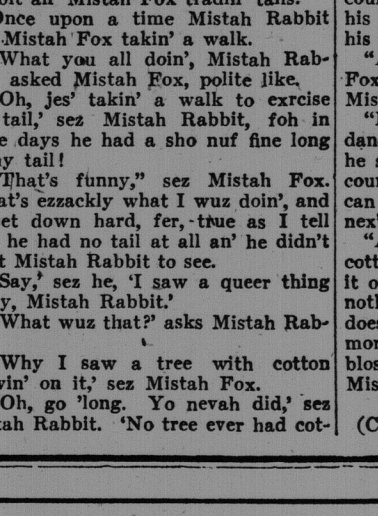 Once upon a time Mistah Rabbit
Mistah Fox takin' a walk.
What you all doin', Mistah Rab-
asked Mistah Fox, polite like.
Oh, jes' takin' a walk to exrcise
tail,' sez Mistah Rabbit, foh in
e days he had a sho nuf fine long
y tail!
That's funny," sez Mistah Fox.
at's ezzackly what I wuz doin', and
et down hard, fer, true as I tell
he had no tail at all an' he didn't
t Mistah Rabbit to see.
Say,' sez he, 'I saw a queer thing
y, Mistah Rabbit.'
What wuz that?' asks Mistah Rab-
Why I saw a tree with cotton
vin' on it,' sez Mistah Fox.
Oh, go 'long. Yo nevah did,' sez
tah Rabbit. 'No tree ever had cot-
his
his
"
Fox
Mis
"
dan
he s
cour
can
nex'
"
cott
it o
noth
does
mor
blos
Mis
(C